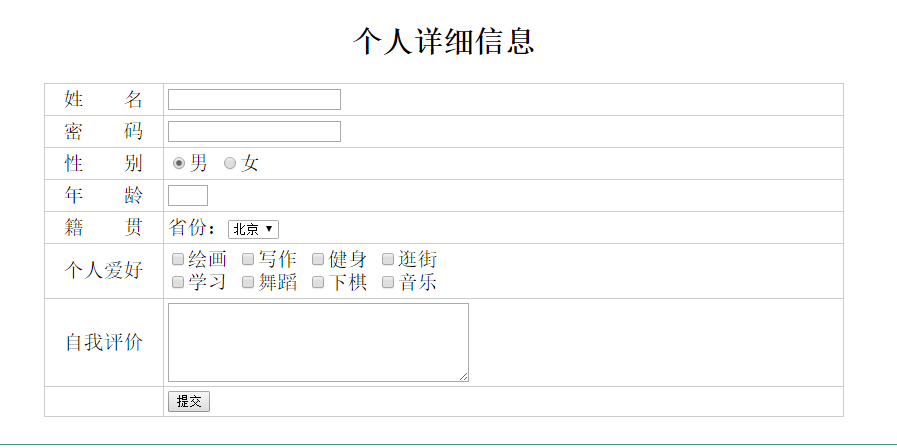 个人详细信息
姓 名
密 码
性 别 男 女
年 龄
籍 贯 省份： 北京
个人爱好 绘画 写作 健身 逛街
学习 舞蹈 下棋 音乐
自我评价
提交